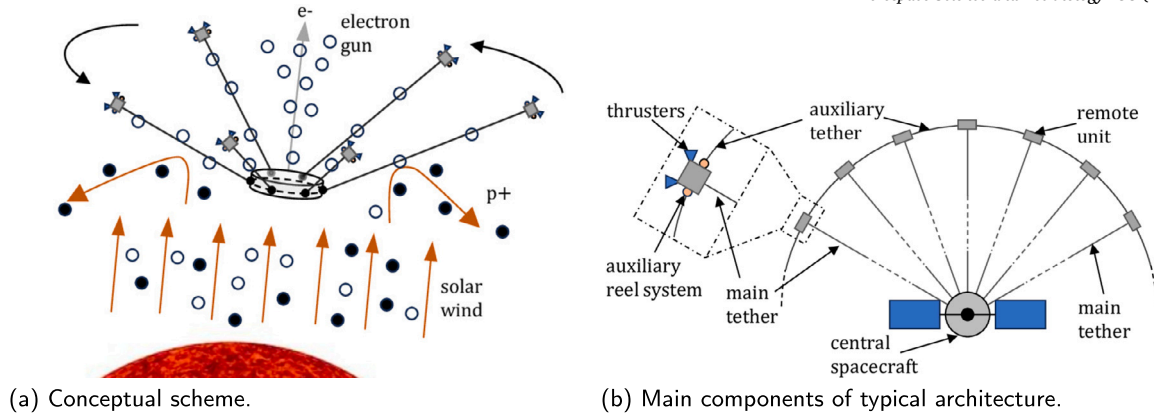 e-
electron
gun
p+
solar
wind
(a) Conceptual scheme.
thrusters
auxiliary
tether
remote
unit
auxiliary
reel system
main
tether
main
tether
central
spacecraft
(b) Main components of typical architecture.